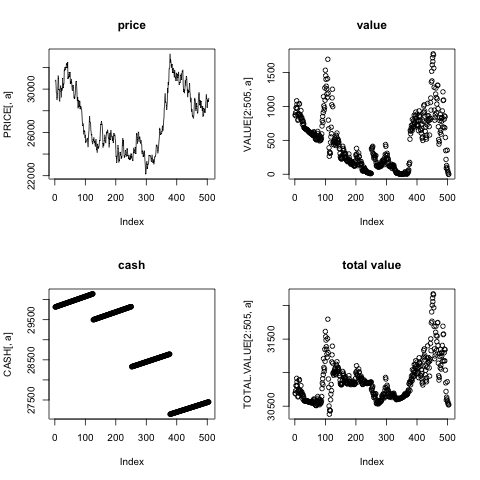 price
value
PRICE[, a]
22000 26000 30000
0 100 200 300 400 500
Index
VALUE[2:505, a]
0 500 1000 1500
0 100 200 300 400 500
Index
cash
total value
CASH[, a]
27500 28500 29500
0 100 200 300 400 500
Index
TOTAL.VALUE[2:505, a]
30500 31500
0 100 200 300 400 500
Index